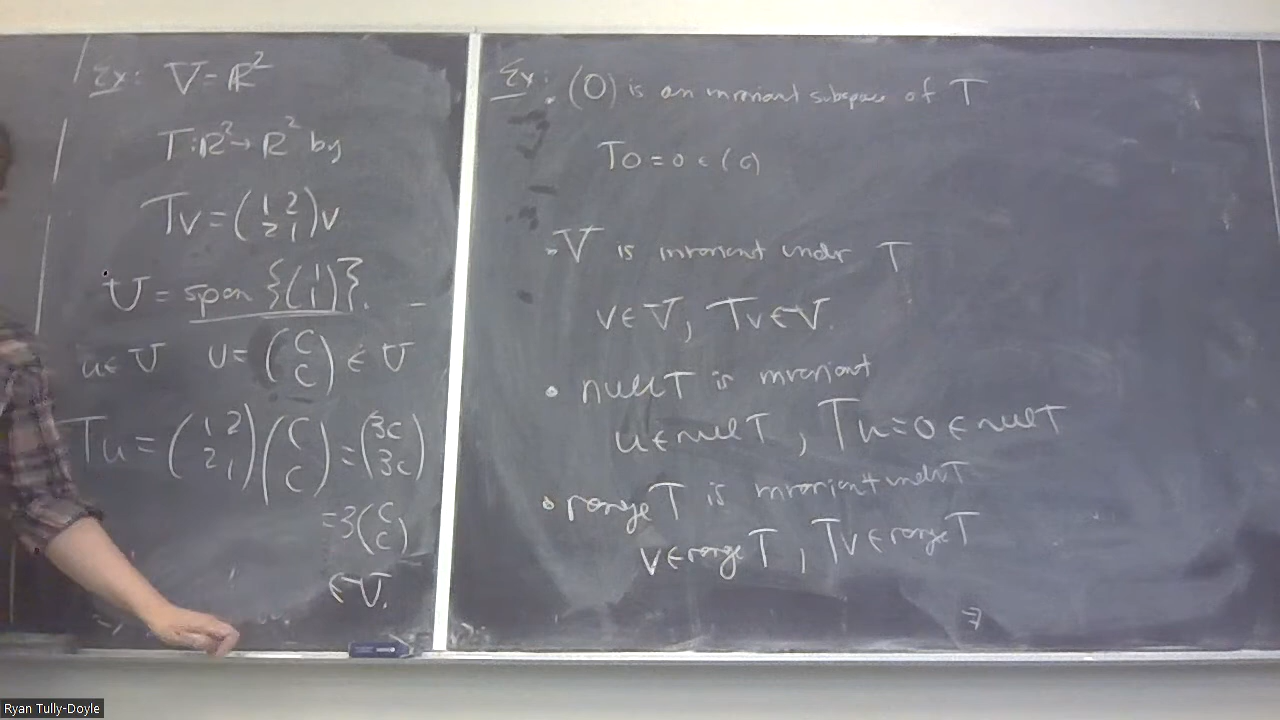 Ex: V = ℝ²
T: ℝ² → ℝ² by
Tv = (1 2 / 2 1) v
U = span {(1 / 1)}.
u ∈ U u = (c / c) ∈ U
Tu = (1 2 / 2 1)(c / c) = (3c / 3c)
= 3(c / c)
∈ U.
Ex: • (0) is an invariant subspace of T
T0 = 0 ∈ (0)
• V is invariant under T
v ∈ V, Tv ∈ V.
• null T is invariant
u ∈ null T, Tu = 0 ∈ null T
• range T is invariant under T
v ∈ range T, Tv ∈ range T
Ryan Tully-Doyle